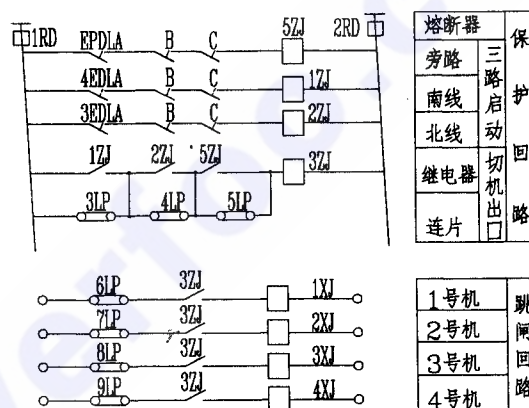 1RD EPDLA B C 5ZJ 2RD
4EDLA B C 1ZJ
3EDLA B C 2ZJ
1ZJ 2ZJ 5ZJ 3ZJ
3LP 4LP 5LP
熔断器
旁路
南线
北线
继电器
连片
三路启动
切机出口
保护回路
6LP 3ZJ 1XJ
7LP 3ZJ 2XJ
8LP 3ZJ 3XJ
9LP 3ZJ 4XJ
1号机
2号机
3号机
4号机
跳闸回路